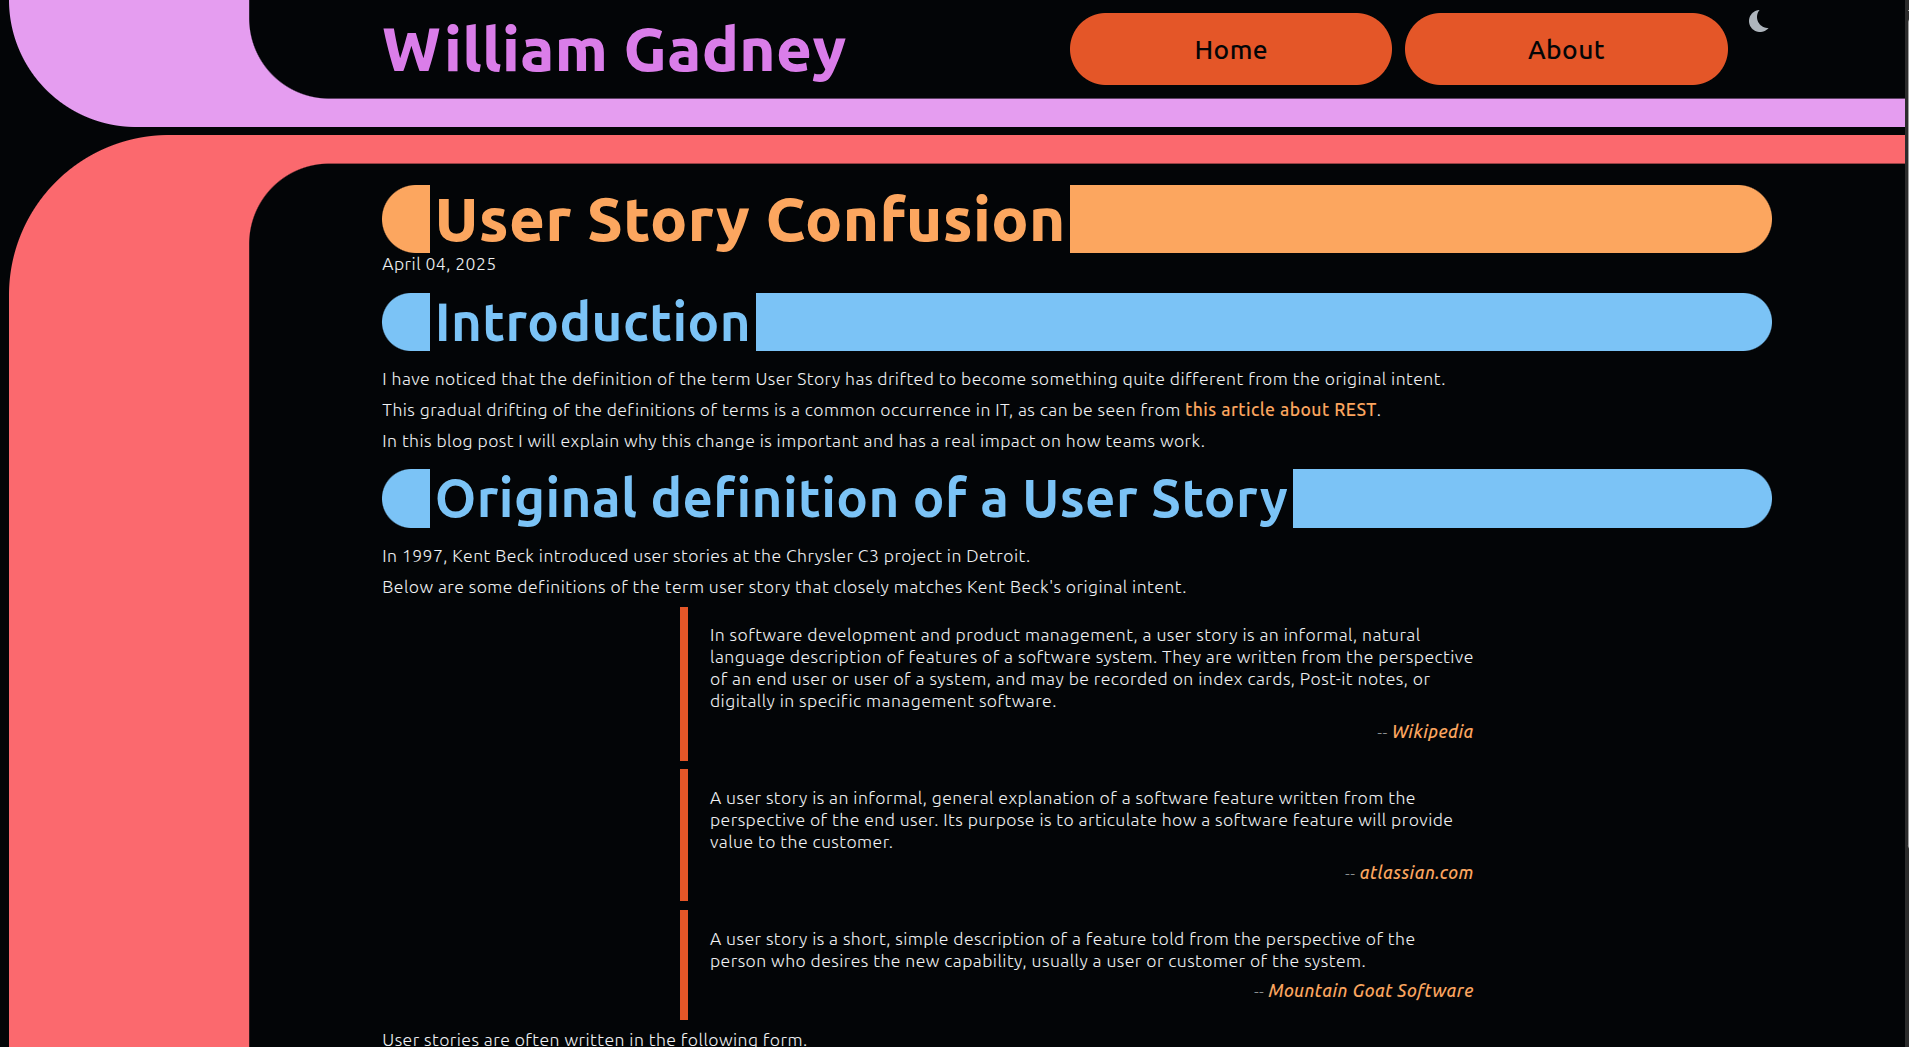 William Gadney
Home
About
User Story Confusion
April 04, 2025
Introduction
I have noticed that the definition of the term User Story has drifted to become something quite different from the original intent.
This gradual drifting of the definitions of terms is a common occurrence in IT, as can be seen from this article about REST.
In this blog post I will explain why this change is important and has a real impact on how teams work.
Original definition of a User Story
In 1997, Kent Beck introduced user stories at the Chrysler C3 project in Detroit.
Below are some definitions of the term user story that closely matches Kent Beck's original intent.
In software development and product management, a user story is an informal, natural
language description of features of a software system. They are written from the perspective
of an end user or user of a system, and may be recorded on index cards, Post-it notes, or
digitally in specific management software.
-- Wikipedia
A user story is an informal, general explanation of a software feature written from the
perspective of the end user. Its purpose is to articulate how a software feature will provide
value to the customer.
-- atlassian.com
A user story is a short, simple description of a feature told from the perspective of the
person who desires the new capability, usually a user or customer of the system.
-- Mountain Goat Software
User stories are often written in the following form.